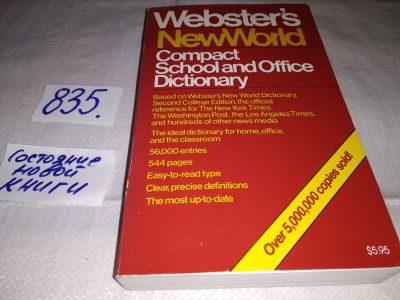 Webster's
NewWorld
Compact
School and Office
Dictionary
Based on Webster's New World Dictionary,
Second College Edition, the official
reference for The New York Times,
The Washington Post, the Los Angeles Times,
and hundreds of other news media
The ideal dictionary for home, office,
and the classroom
56,000 entries
544 pages
Easy-to-read type
Clear, precise definitions
The most up-to-date
Over 5,000,000 copies sold!
$5.95
835.
Состояние
новой
книги